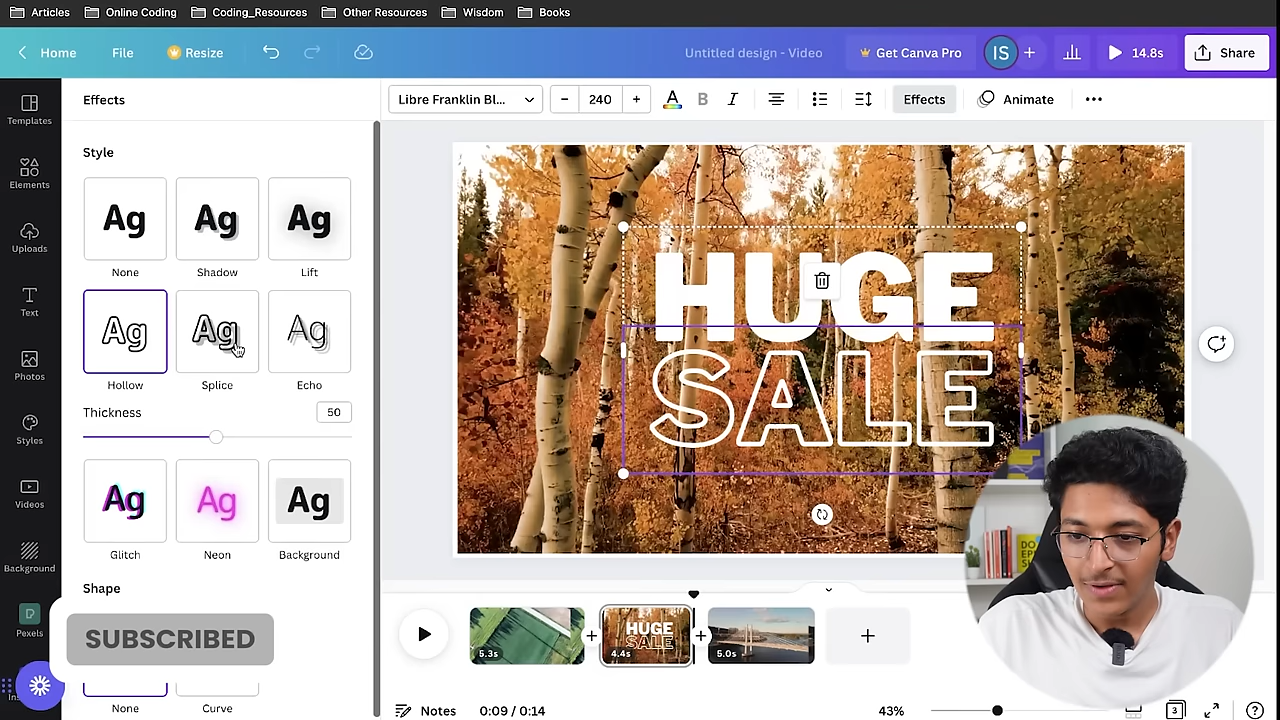 Articles
Online Coding
Coding_Resources
Other Resources
Wisdom
Books
Home
File
Resize
Untitled design - Video
Get Canva Pro
IS
14.8s
Share
Templates
Elements
Uploads
Text
Photos
Styles
Videos
Background
Pexels
Effects
Style
Ag
Ag
Ag
None
Shadow
Lift
Ag
Ag
Ag
Hollow
Splice
Echo
Thickness
50
Ag
Ag
Ag
Glitch
Neon
Background
Shape
SUBSCRIBED
None
Curve
Libre Franklin Bl...
240
A
B
I
Effects
Animate
HUGE
SALE
5.3s
HUGE
SALE
4.4s
5.0s
Notes
0:09 / 0:14
43%
3